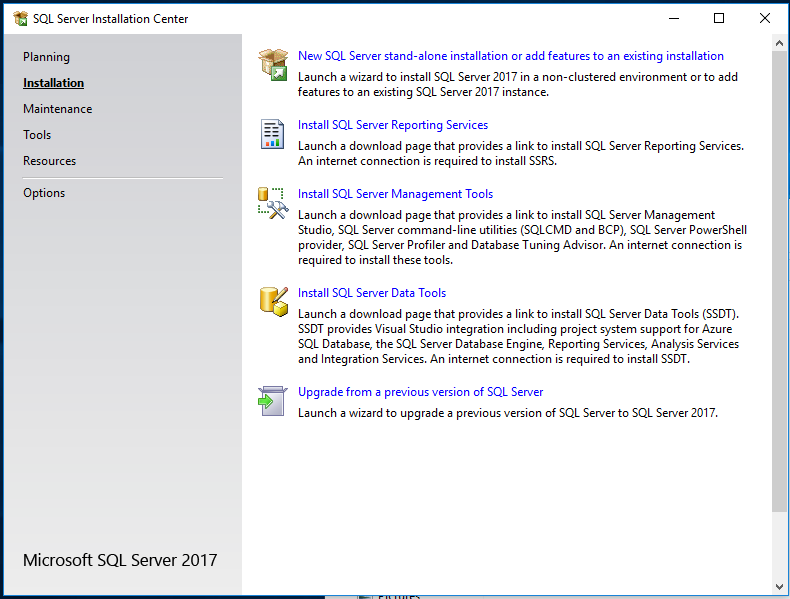 SQL Server Installation Center
Planning
Installation
Maintenance
Tools
Resources
Options
Microsoft SQL Server 2017
New SQL Server stand-alone installation or add features to an existing installation
Launch a wizard to install SQL Server 2017 in a non-clustered environment or to add
features to an existing SQL Server 2017 instance.
Install SQL Server Reporting Services
Launch a download page that provides a link to install SQL Server Reporting Services.
An internet connection is required to install SSRS.
Install SQL Server Management Tools
Launch a download page that provides a link to install SQL Server Management
Studio, SQL Server command-line utilities (SQLCMD and BCP), SQL Server PowerShell
provider, SQL Server Profiler and Database Tuning Advisor. An internet connection is
required to install these tools.
Install SQL Server Data Tools
Launch a download page that provides a link to install SQL Server Data Tools (SSDT).
SSDT provides Visual Studio integration including project system support for Azure
SQL Database, the SQL Server Database Engine, Reporting Services, Analysis Services
and Integration Services. An internet connection is required to install SSDT.
Upgrade from a previous version of SQL Server
Launch a wizard to upgrade a previous version of SQL Server to SQL Server 2017.
Pictures